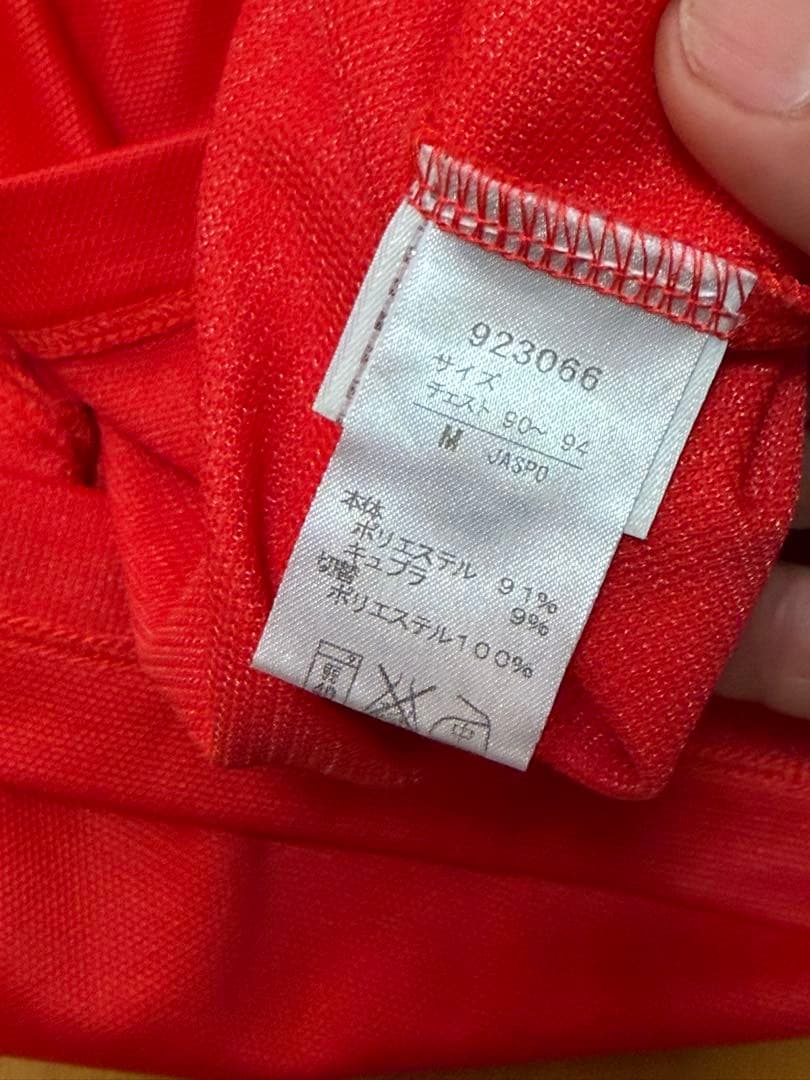 923066
サイズ
チェスト 90〜 94
M JASPO
本体
ポリエステル 91%
キュプラ 9%
切替
ポリエステル100%
中